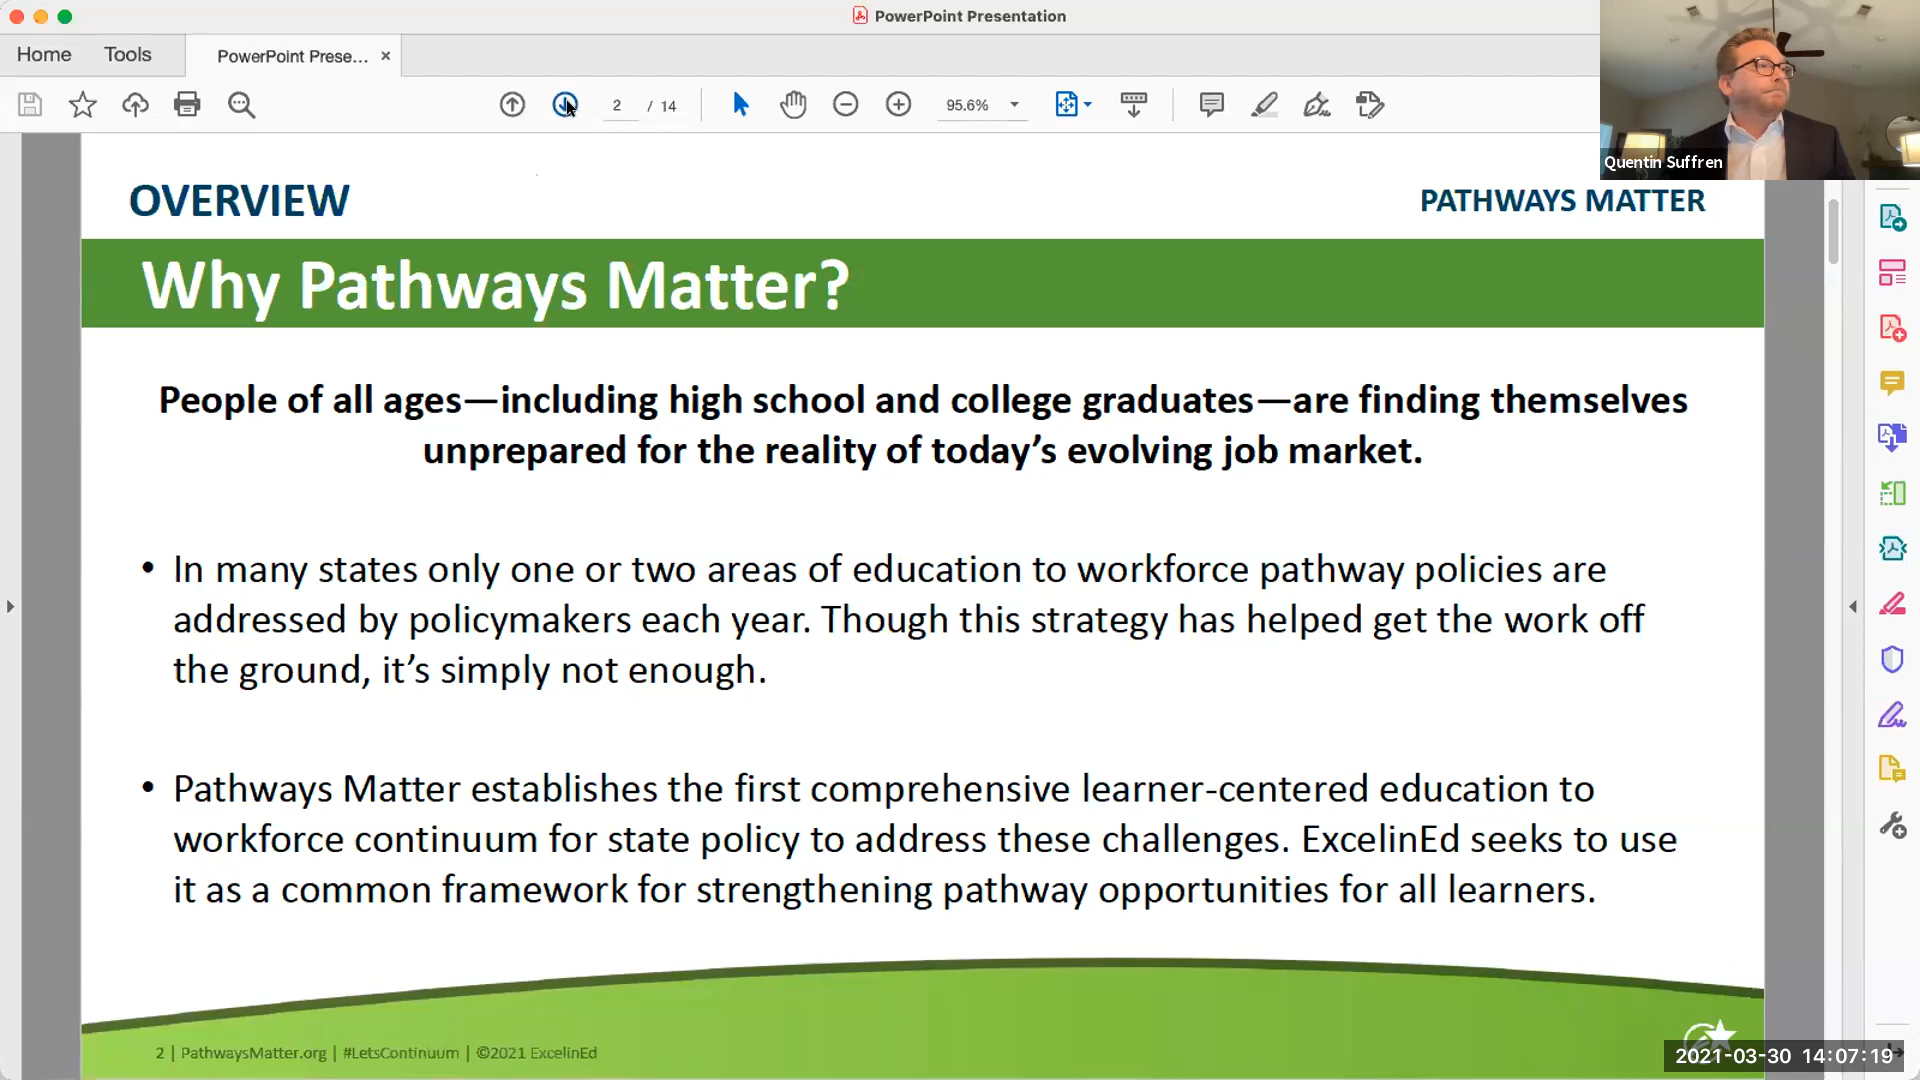 PowerPoint Presentation
Home Tools PowerPoint Prese... ×
2 / 14 95.6%
Quentin Suffren
OVERVIEW PATHWAYS MATTER
Why Pathways Matter?
People of all ages—including high school and college graduates—are finding themselves
unprepared for the reality of today’s evolving job market.
• In many states only one or two areas of education to workforce pathway policies are
addressed by policymakers each year. Though this strategy has helped get the work off
the ground, it’s simply not enough.
• Pathways Matter establishes the first comprehensive learner-centered education to
workforce continuum for state policy to address these challenges. ExcelinEd seeks to use
it as a common framework for strengthening pathway opportunities for all learners.
2 | PathwaysMatter.org | #LetsContinuum | ©2021 ExcelinEd
2021-03-30 14:07:19